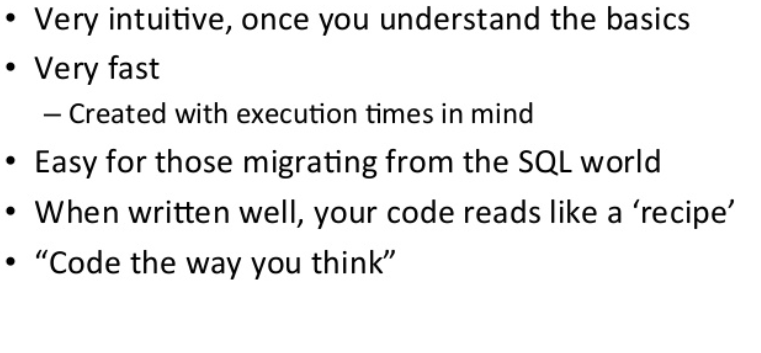 • Very intuitive, once you understand the basics
• Very fast
– Created with execution times in mind
• Easy for those migrating from the SQL world
• When written well, your code reads like a ‘recipe’
• “Code the way you think”